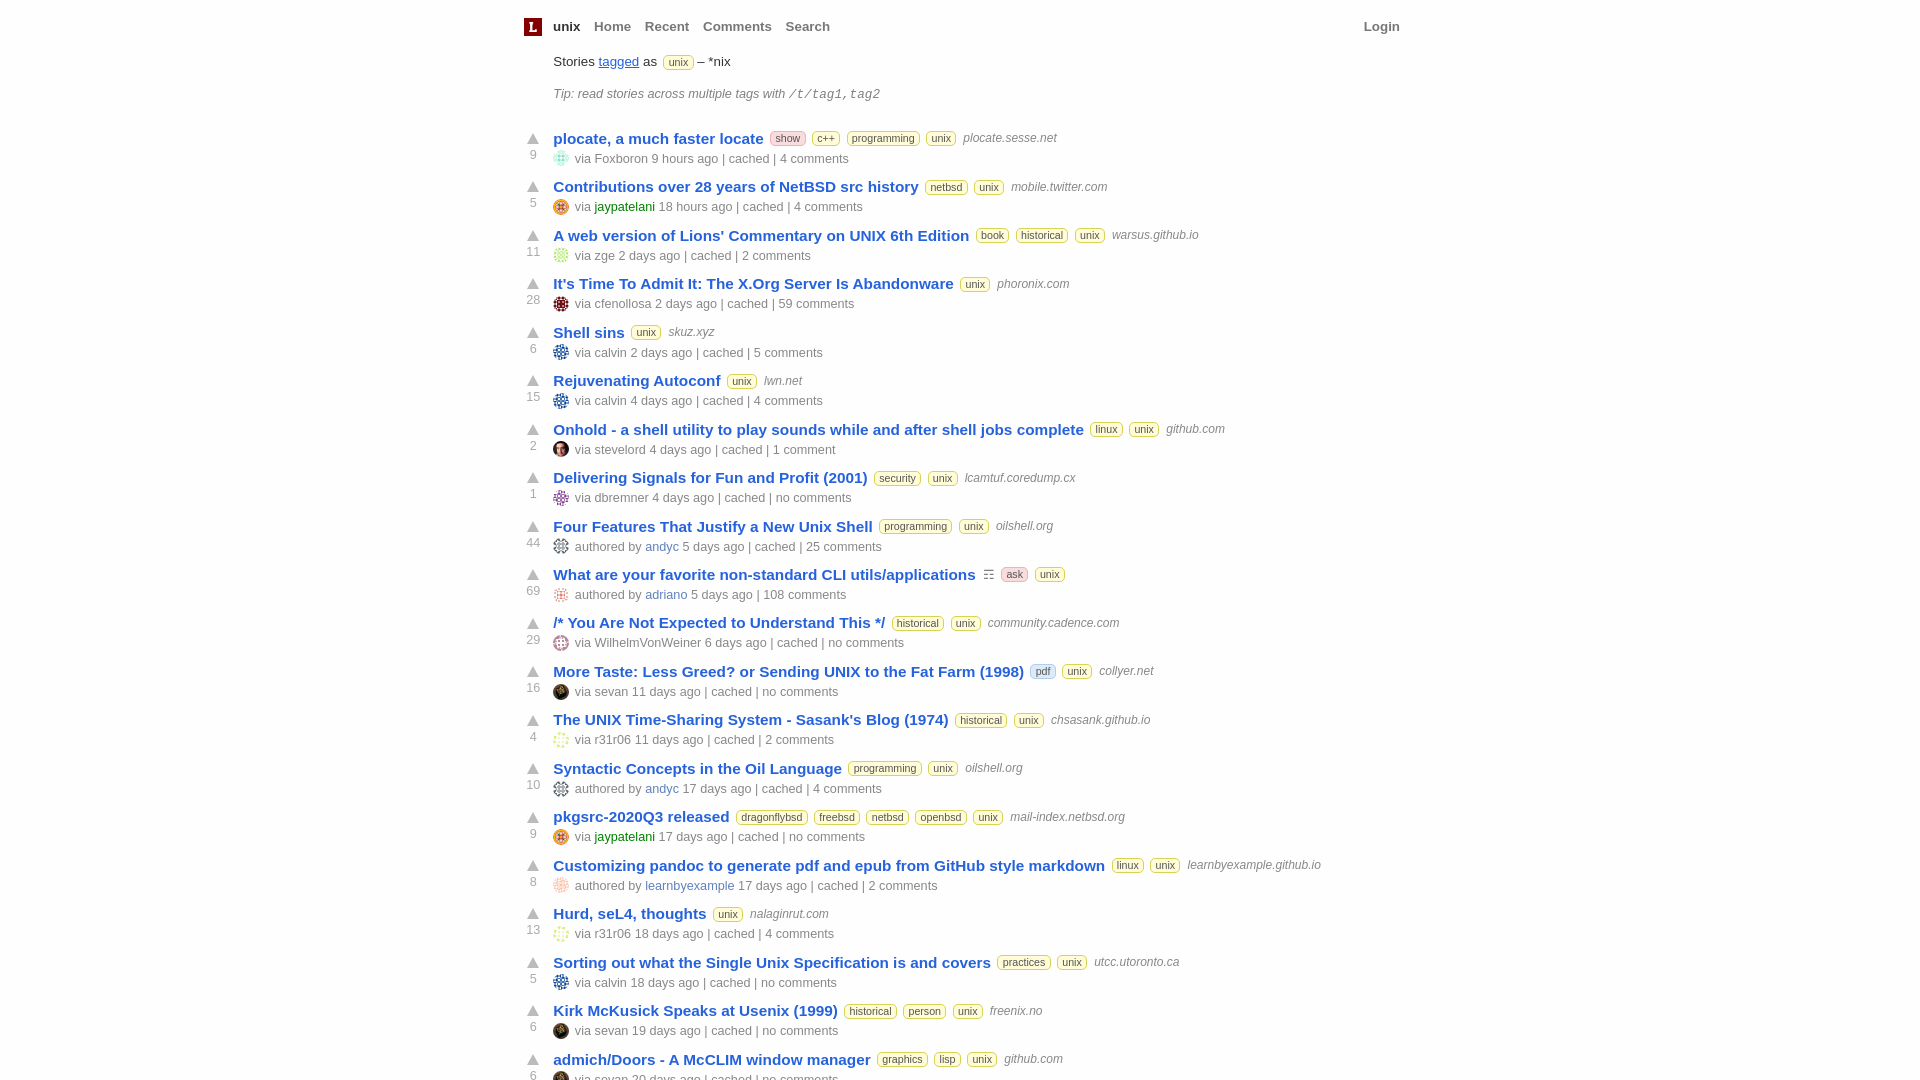 L unix Home Recent Comments Search Login
Stories tagged as unix – *nix
Tip: read stories across multiple tags with /t/tag1,tag2
plocate, a much faster locate show c++ programming unix plocate.sesse.net
9 via Foxboron 9 hours ago | cached | 4 comments
Contributions over 28 years of NetBSD src history netbsd unix mobile.twitter.com
5 via jaypatelani 18 hours ago | cached | 4 comments
A web version of Lions' Commentary on UNIX 6th Edition book historical unix warsus.github.io
11 via zge 2 days ago | cached | 2 comments
It's Time To Admit It: The X.Org Server Is Abandonware unix phoronix.com
28 via cfenollosa 2 days ago | cached | 59 comments
Shell sins unix skuz.xyz
6 via calvin 2 days ago | cached | 5 comments
Rejuvenating Autoconf unix lwn.net
15 via calvin 4 days ago | cached | 4 comments
Onhold - a shell utility to play sounds while and after shell jobs complete linux unix github.com
2 via stevelord 4 days ago | cached | 1 comment
Delivering Signals for Fun and Profit (2001) security unix lcamtuf.coredump.cx
1 via dbremner 4 days ago | cached | no comments
Four Features That Justify a New Unix Shell programming unix oilshell.org
44 authored by andyc 5 days ago | cached | 25 comments
What are your favorite non-standard CLI utils/applications ☶ ask unix
69 authored by adriano 5 days ago | 108 comments
/* You Are Not Expected to Understand This */ historical unix community.cadence.com
29 via WilhelmVonWeiner 6 days ago | cached | no comments
More Taste: Less Greed? or Sending UNIX to the Fat Farm (1998) pdf unix collyer.net
16 via sevan 11 days ago | cached | no comments
The UNIX Time-Sharing System - Sasank's Blog (1974) historical unix chsasank.github.io
4 via r31r06 11 days ago | cached | 2 comments
Syntactic Concepts in the Oil Language programming unix oilshell.org
10 authored by andyc 17 days ago | cached | 4 comments
pkgsrc-2020Q3 released dragonflybsd freebsd netbsd openbsd unix mail-index.netbsd.org
9 via jaypatelani 17 days ago | cached | no comments
Customizing pandoc to generate pdf and epub from GitHub style markdown linux unix learnbyexample.github.io
8 authored by learnbyexample 17 days ago | cached | 2 comments
Hurd, seL4, thoughts unix nalaginrut.com
13 via r31r06 18 days ago | cached | 4 comments
Sorting out what the Single Unix Specification is and covers practices unix utcc.utoronto.ca
5 via calvin 18 days ago | cached | no comments
Kirk McKusick Speaks at Usenix (1999) historical person unix freenix.no
6 via sevan 19 days ago | cached | no comments
admich/Doors - A McCLIM window manager graphics lisp unix github.com
6 via sevan 20 days ago | cached | no comments